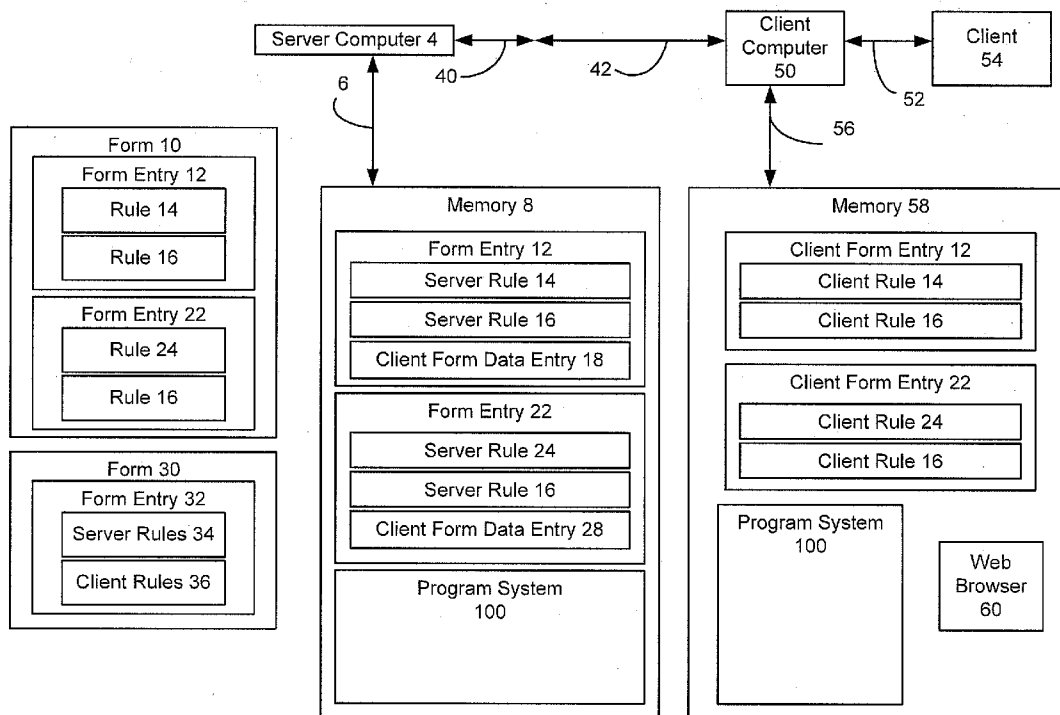 Server Computer 4
40
42
Client
Computer
50
52
Client
54
6
56
Form 10
Form Entry 12
Rule 14
Rule 16
Form Entry 22
Rule 24
Rule 16
Form 30
Form Entry 32
Server Rules 34
Client Rules 36
Memory 8
Form Entry 12
Server Rule 14
Server Rule 16
Client Form Data Entry 18
Form Entry 22
Server Rule 24
Server Rule 16
Client Form Data Entry 28
Program System
100
Memory 58
Client Form Entry 12
Client Rule 14
Client Rule 16
Client Form Entry 22
Client Rule 24
Client Rule 16
Program System
100
Web
Browser
60